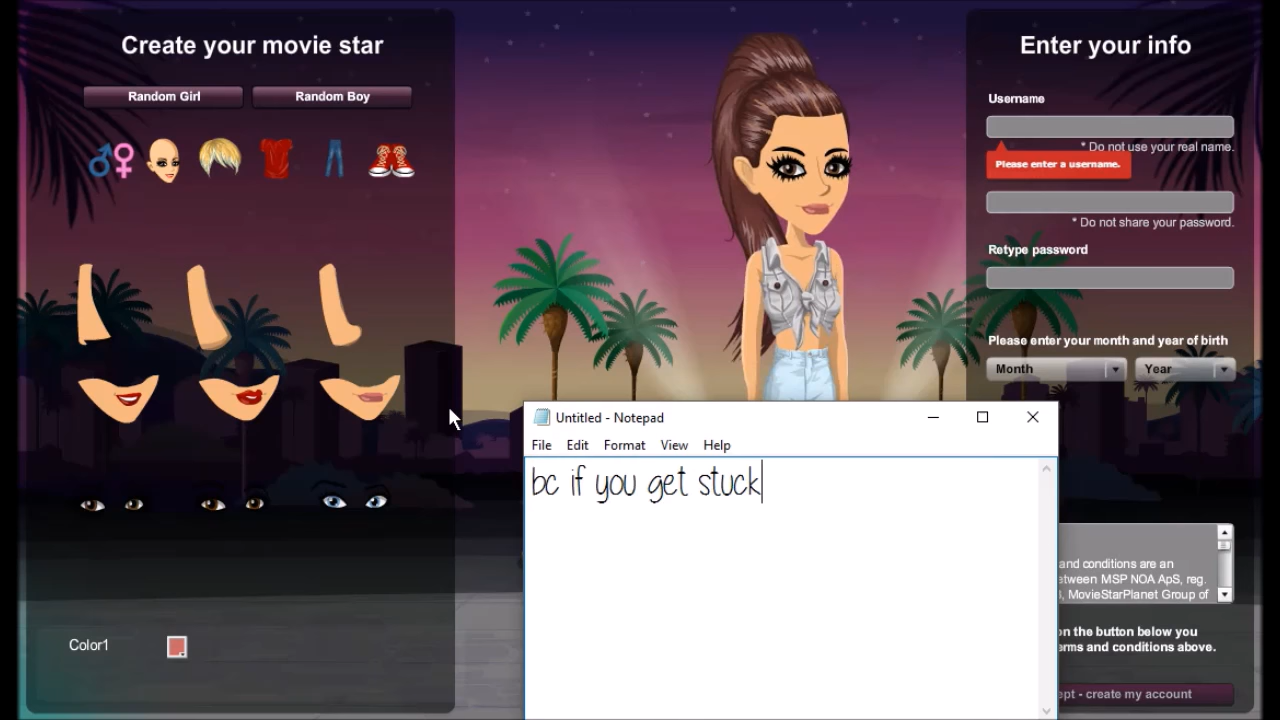 Create your movie star
Random Girl
Random Boy
Color1
Enter your info
Username
* Do not use your real name.
Please enter a username.
* Do not share your password.
Retype password
Please enter your month and year of birth
Month
Year
Untitled - Notepad
File Edit Format View Help
bc if you get stuck
and conditions are an
between MSP NOA ApS, reg.
MovieStarPlanet Group of
on the button below you
terms and conditions above.
- create my account